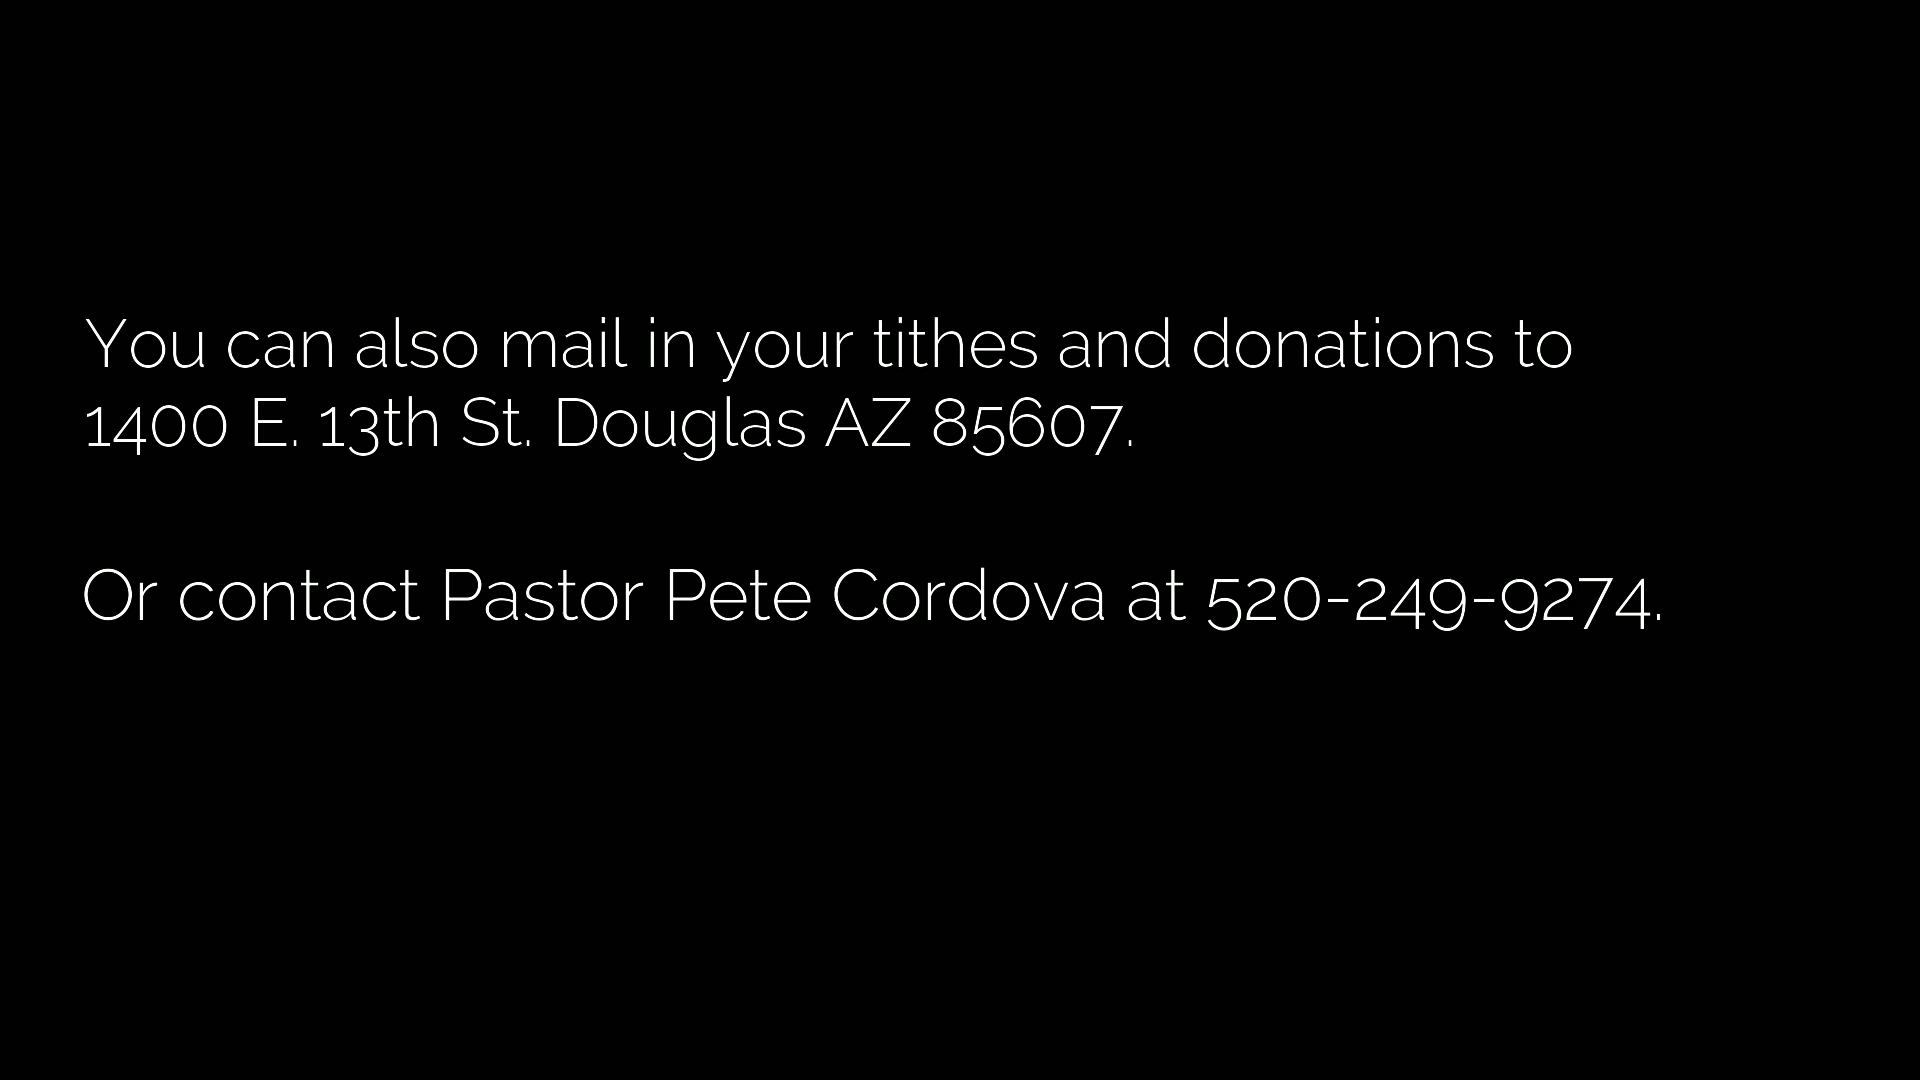 You can also mail in your tithes and donations to
1400 E. 13th St. Douglas AZ 85607.
Or contact Pastor Pete Cordova at 520-249-9274.